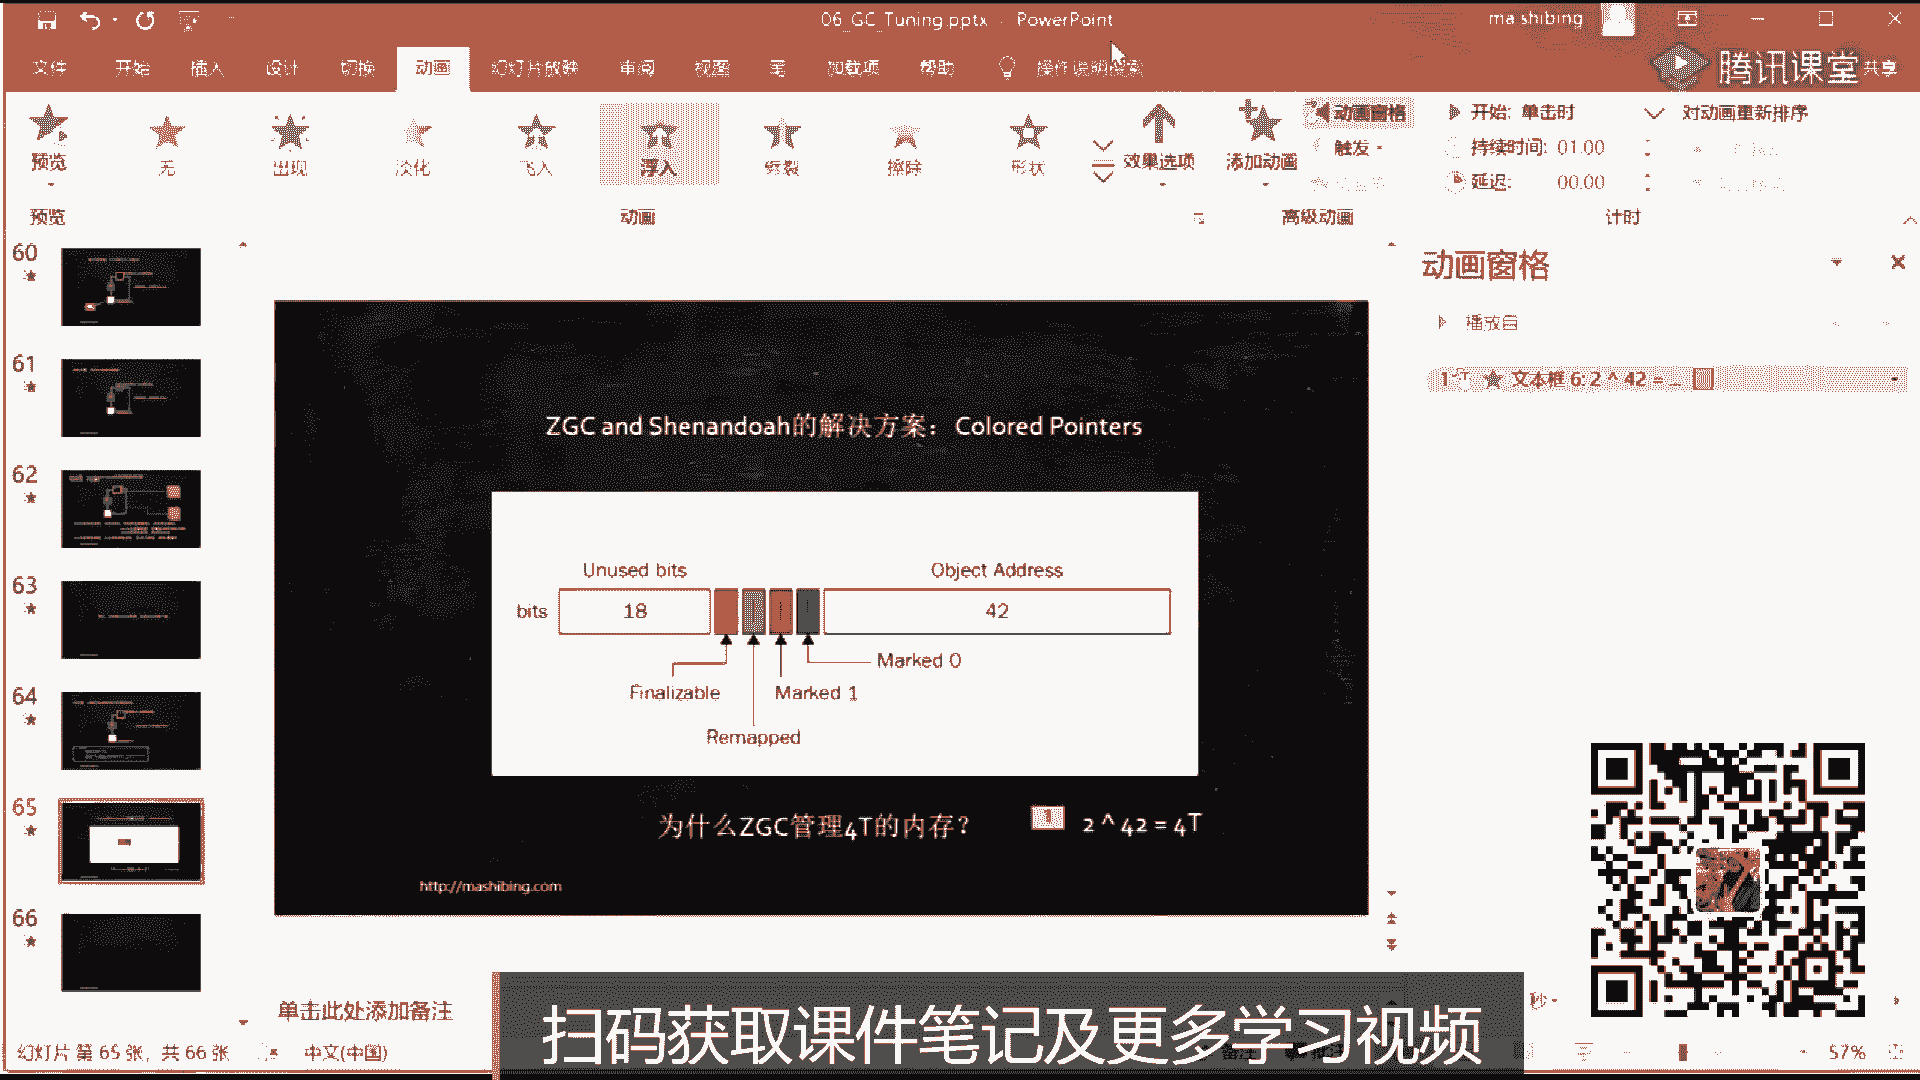 06_GC_Tuning.pptx - PowerPoint
ma shibing
文件 开始 插入 设计 切换 动画 幻灯片放映 审阅 视图 笔 加载项 帮助 操作说明搜索
腾讯课堂 共享
预览 无 出现 淡化 飞入 浮入 劈裂 擦除 形状 效果选项 添加动画
动画窗格
触发
开始: 单击时
持续时间: 01.00
延迟: 00.00
对动画重新排序
预览 动画 高级动画 计时
60
61
62
63
64
65
66
ZGC and Shenandoah的解决方案：Colored Pointers
Unused bits Object Address
bits 18 42
Marked 0
Finalizable Marked 1
Remapped
为什么ZGC管理4T的内存？ 1 2 ^ 42 = 4T
http://mashibing.com
动画窗格
播放自
1 文本框 6: 2 ^ 42 = ...
单击此处添加备注
扫码获取课件笔记及更多学习视频
秒
幻灯片 第 65 张，共 66 张 中文(中国)
57%